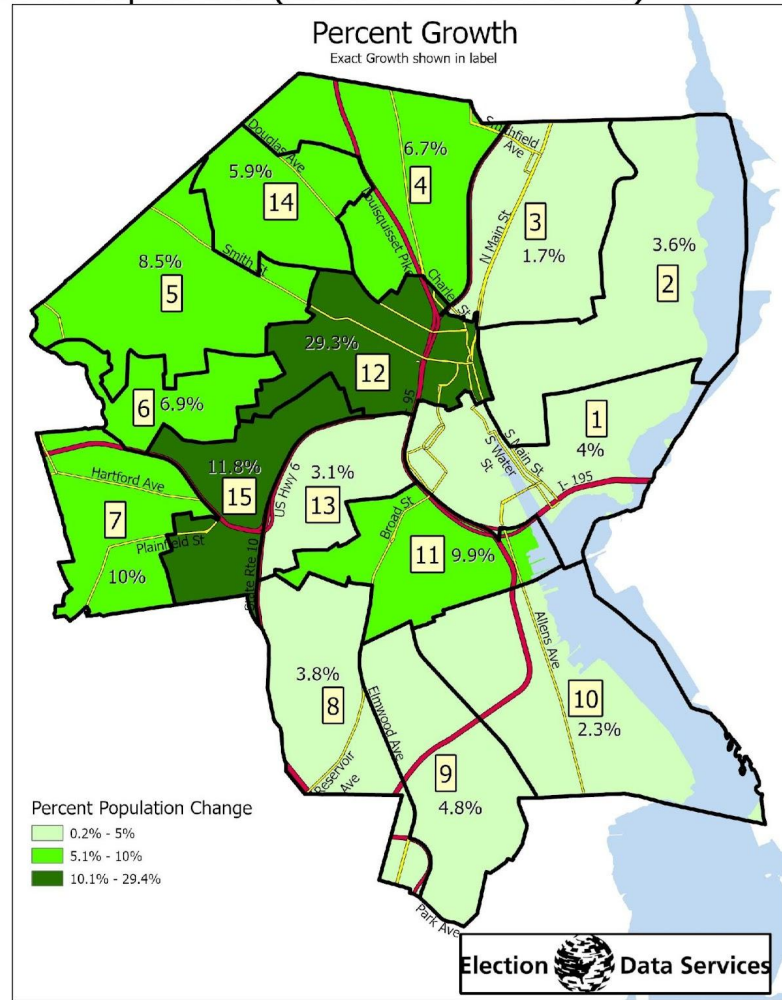 Percent Growth
Exact Growth shown in label
Smithfield
Ave
Douglas Ave
6.7%
4
5.9%
14
Louisquisset Pike
N Main St
3
1.7%
3.6%
2
8.5%
5
Smith St
Charles St
29.3%
12
I-95
6
6.9%
1
4%
S Main St
S Water
St
I- 195
Hartford Ave
11.8%
15
US Hwy 6
3.1%
13
7
Plainfield St
10%
Broad St
11
9.9%
State Rte 10
Allens Ave
3.8%
8
Elmwood Ave
10
2.3%
Reservoir
Ave
9
4.8%
Park Ave
Percent Population Change
0.2% - 5%
5.1% - 10%
10.1% - 29.4%
Election Data Services